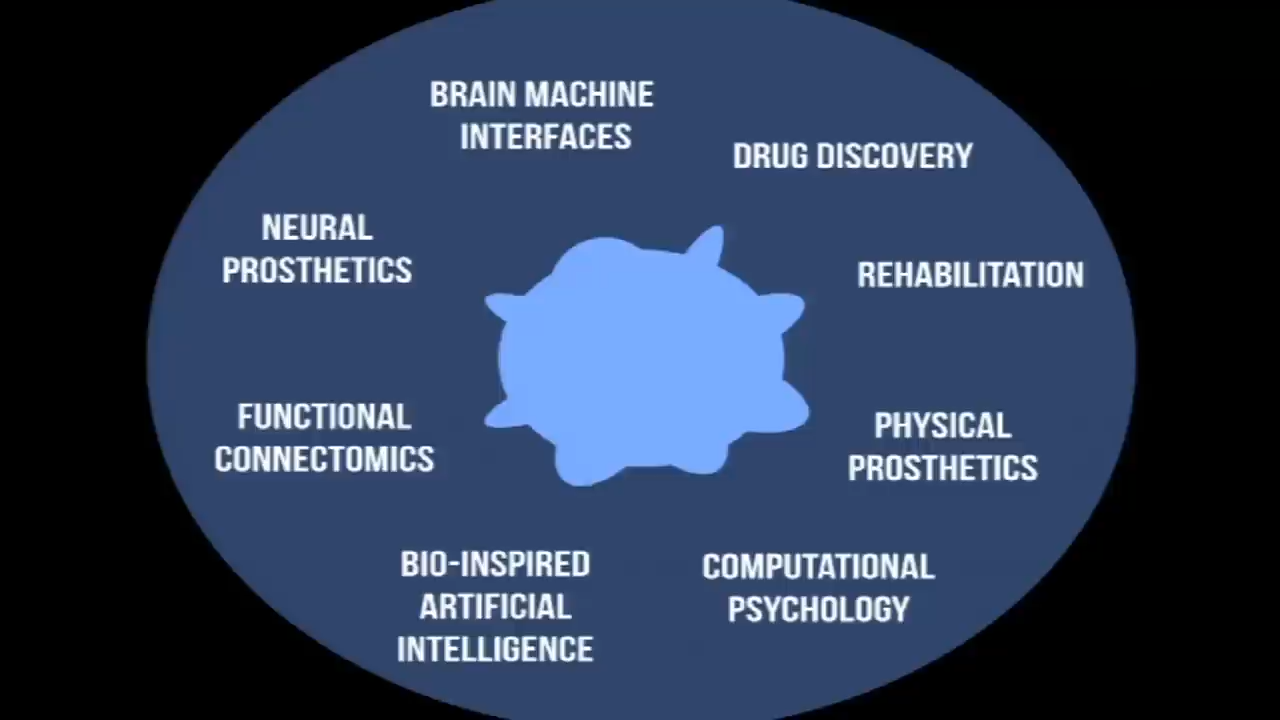 BRAIN MACHINE
INTERFACES
DRUG DISCOVERY
NEURAL
PROSTHETICS
REHABILITATION
FUNCTIONAL
CONNECTOMICS
PHYSICAL
PROSTHETICS
BIO-INSPIRED
ARTIFICIAL
INTELLIGENCE
COMPUTATIONAL
PSYCHOLOGY